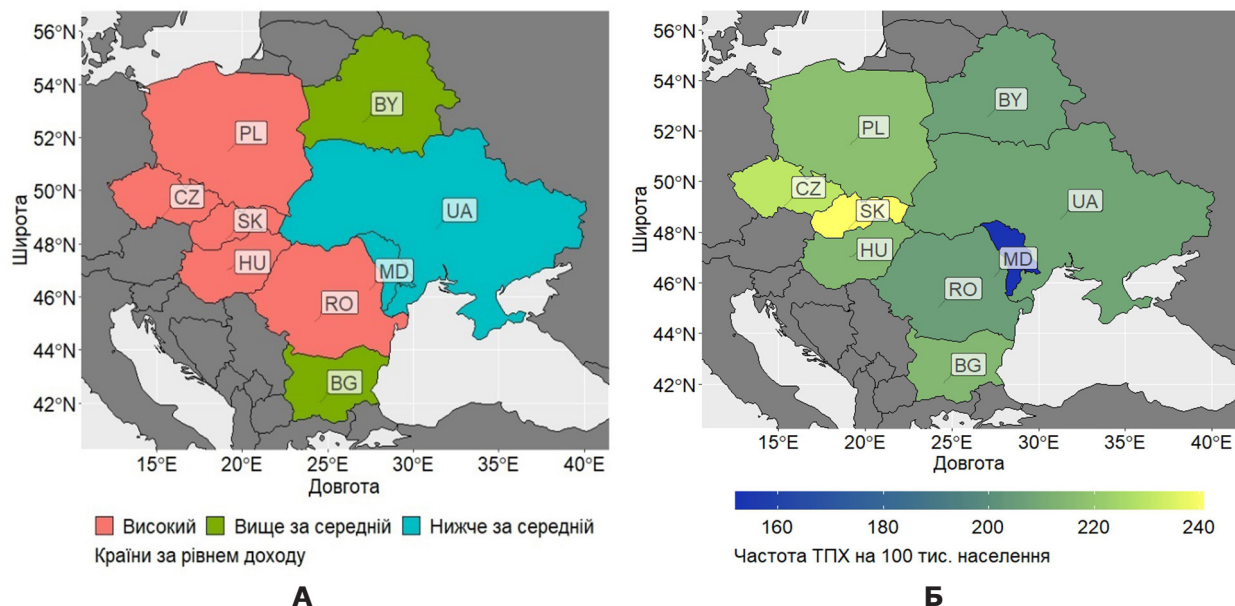 56°N
54°N
52°N
50°N
48°N
46°N
44°N
42°N
Широта
BY
PL
CZ
SK
UA
HU
MD
RO
BG
15°E 20°E 25°E 30°E 35°E 40°E
Довгота
Високий Вище за середній Нижче за середній
Країни за рівнем доходу
А
56°N
54°N
52°N
50°N
48°N
46°N
44°N
42°N
Широта
BY
PL
CZ
SK
UA
HU
MD
RO
BG
15°E 20°E 25°E 30°E 35°E 40°E
Довгота
160 180 200 220 240
Частота ТПХ на 100 тис. населення
Б